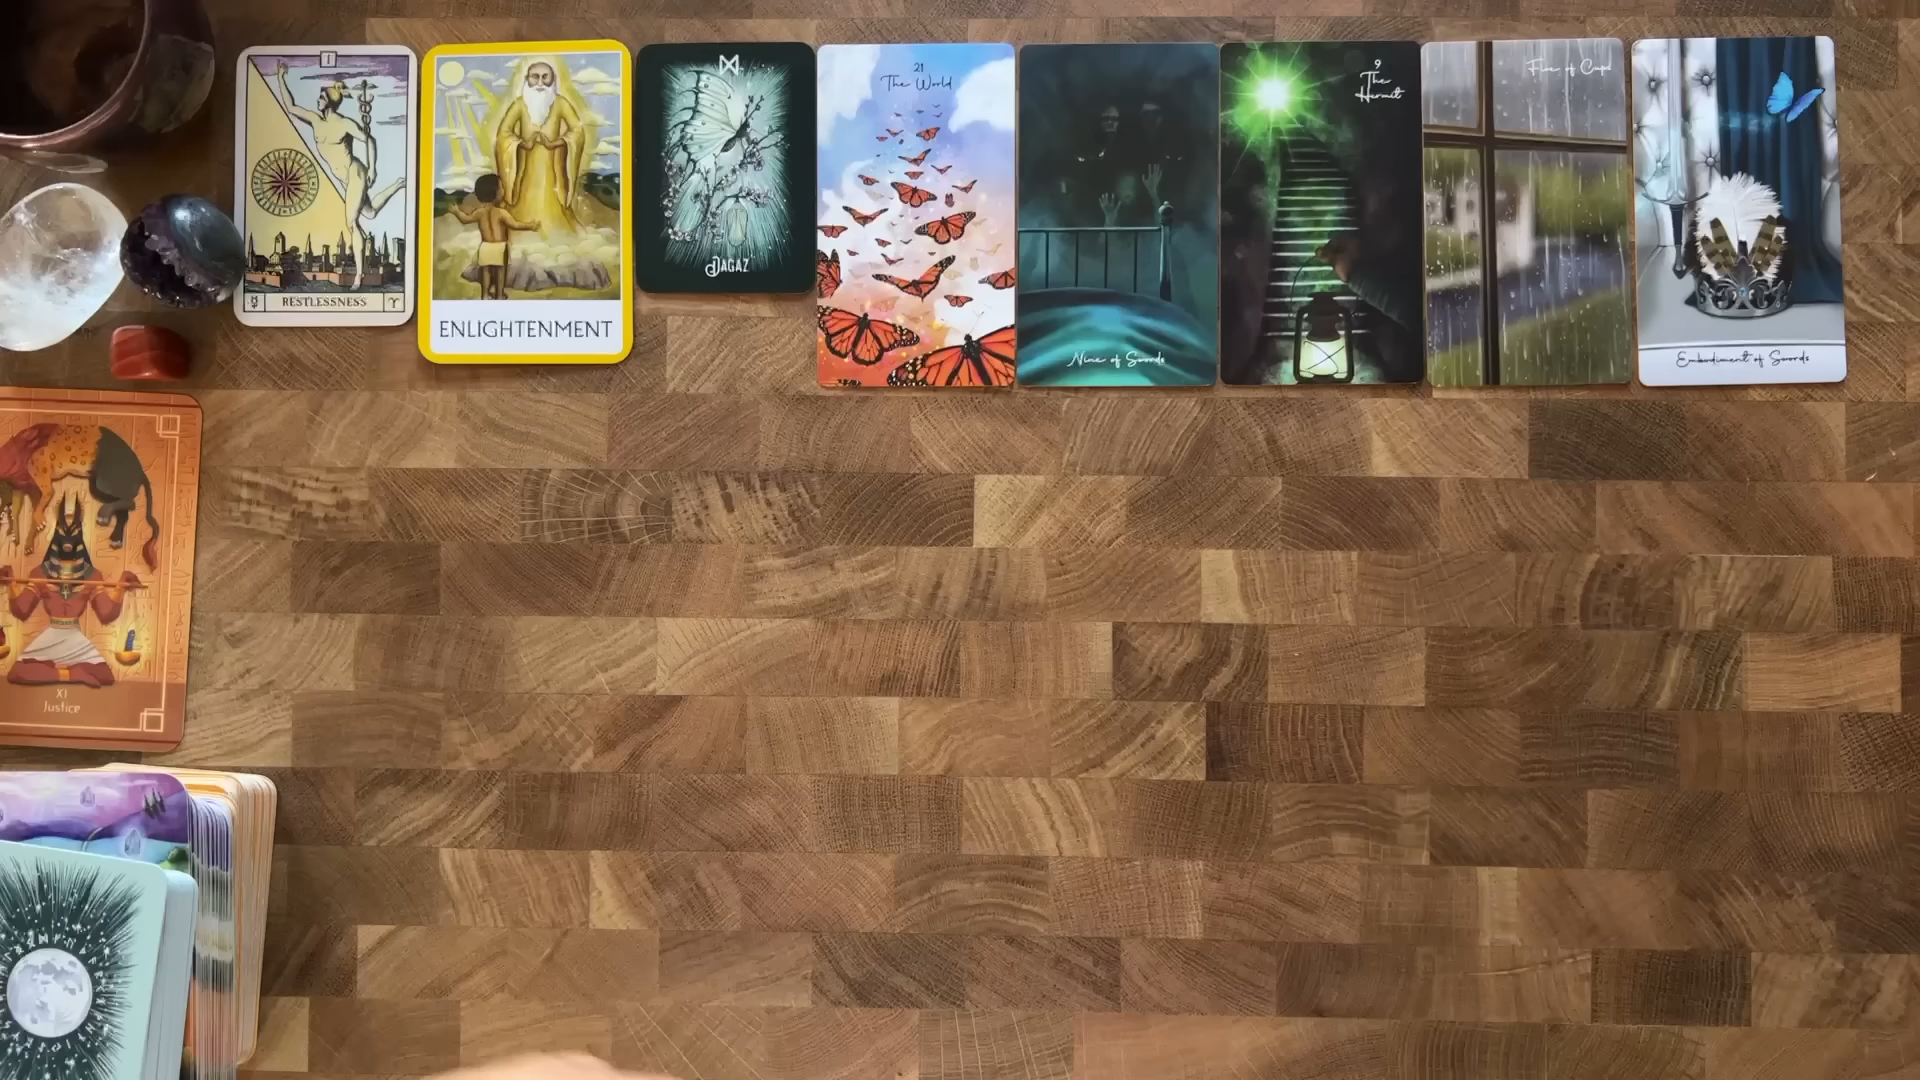 I
RESTLESSNESS
ENLIGHTENMENT
DAGAZ
21
The World
Nine of Swords
9
The
Hermit
Five of Cups
Embodiment of Swords
XI
Justice